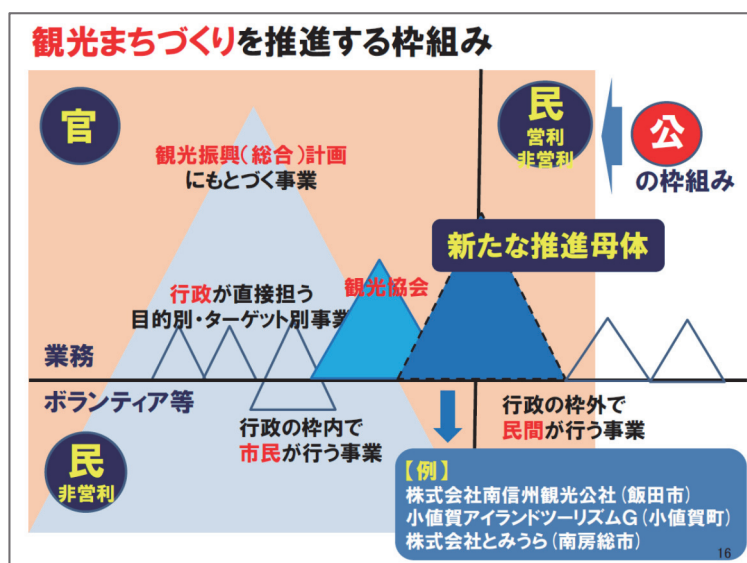 観光まちづくりを推進する枠組み
官
観光振興(総合)計画
にもとづく事業
民
営利
非営利
公
の枠組み
新たな推進母体
観光協会
行政が直接担う
目的別・ターゲット別事業
業務
ボランティア等
行政の枠内で
市民が行う事業
行政の枠外で
民間が行う事業
民
非営利
【例】
株式会社南信州観光公社(飯田市)
小値賀アイランドツーリズムG(小値賀町)
株式会社とみうら(南房総市)
16